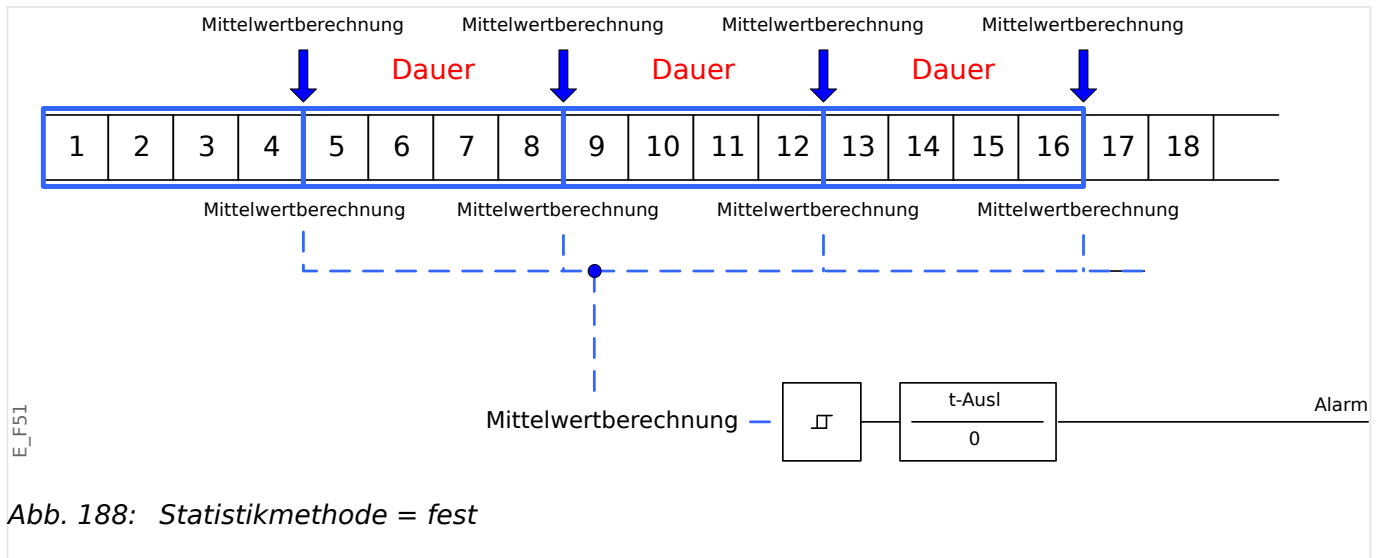 Mittelwertberechnung Mittelwertberechnung Mittelwertberechnung Mittelwertberechnung
Dauer Dauer Dauer
1 2 3 4 5 6 7 8 9 10 11 12 13 14 15 16 17 18
Mittelwertberechnung Mittelwertberechnung Mittelwertberechnung Mittelwertberechnung
t-Ausl
Alarm
Mittelwertberechnung
0
E_F51
Abb. 188: Statistikmethode = fest